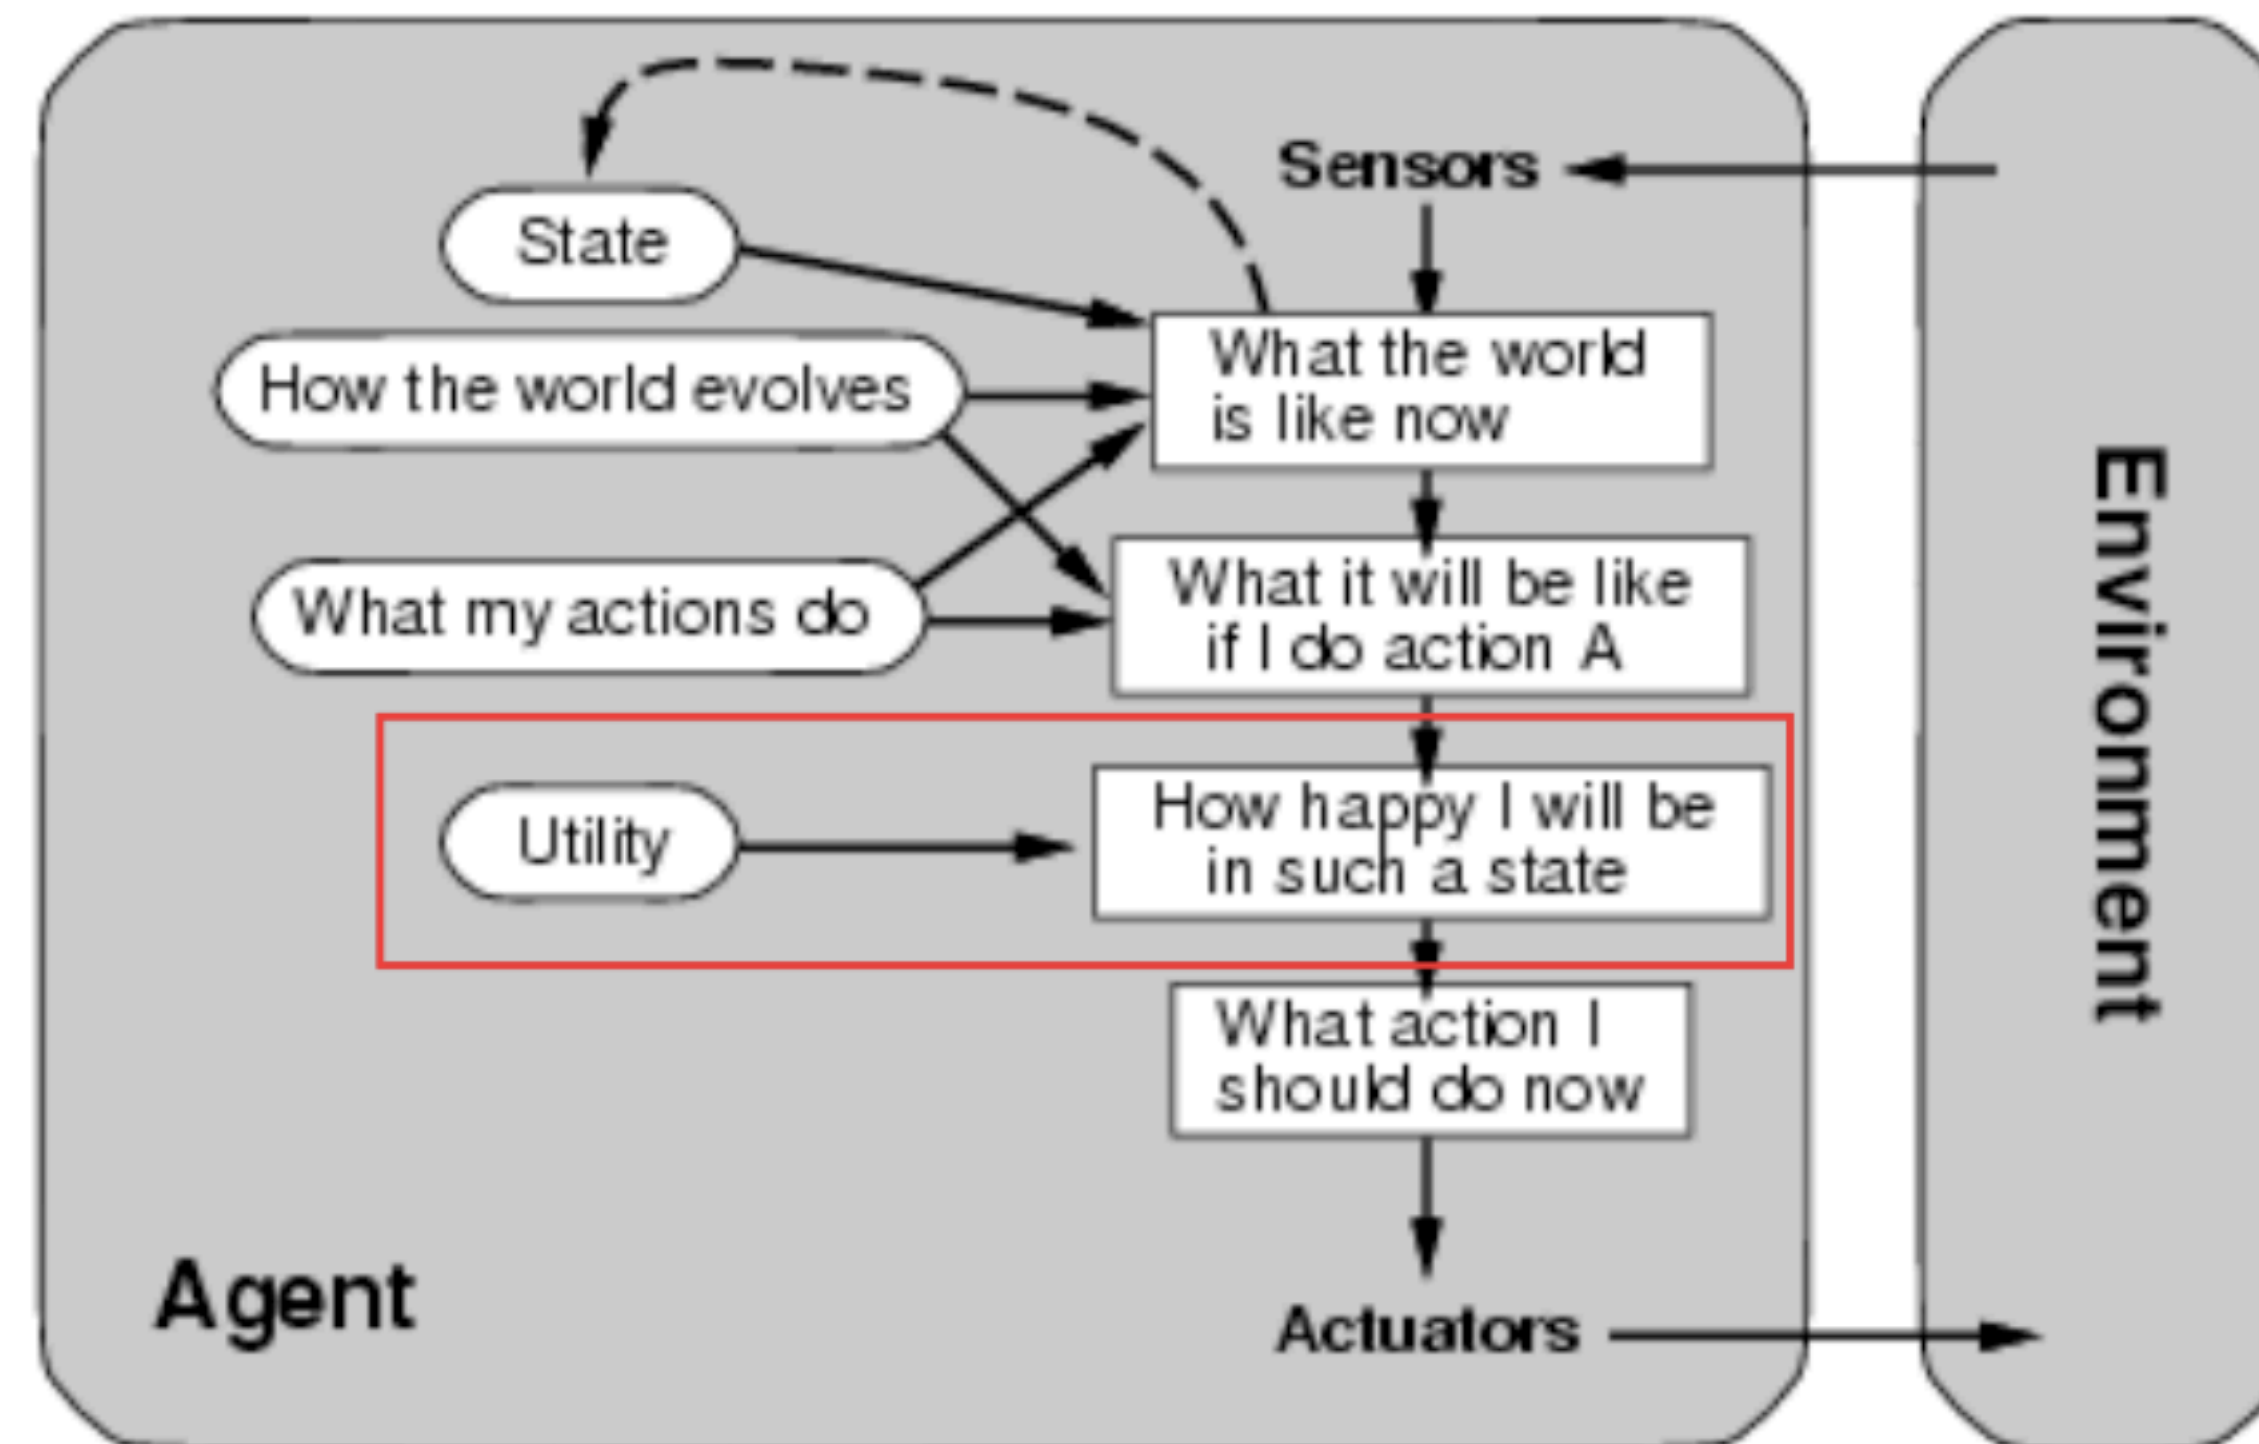 Sensors
State
What the world
is like now
How the world evolves
What it will be like
if I do action A
What my actions do
How happy I will be
in such a state
Utility
What action I
should do now
Agent
Actuators
Environment